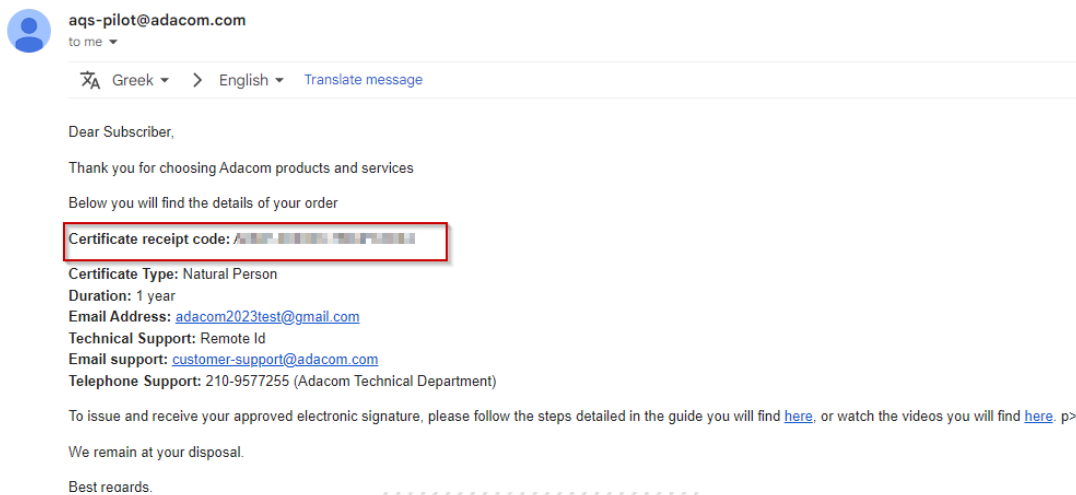 aqs-pilot@adacom.com
to me
Greek > English Translate message
Dear Subscriber,
Thank you for choosing Adacom products and services
Below you will find the details of your order
Certificate receipt code:
Certificate Type: Natural Person
Duration: 1 year
Email Address: adacom2023test@gmail.com
Technical Support: Remote Id
Email support: customer-support@adacom.com
Telephone Support: 210-9577255 (Adacom Technical Department)
To issue and receive your approved electronic signature, please follow the steps detailed in the guide you will find here, or watch the videos you will find here. p>
We remain at your disposal.
Best regards.